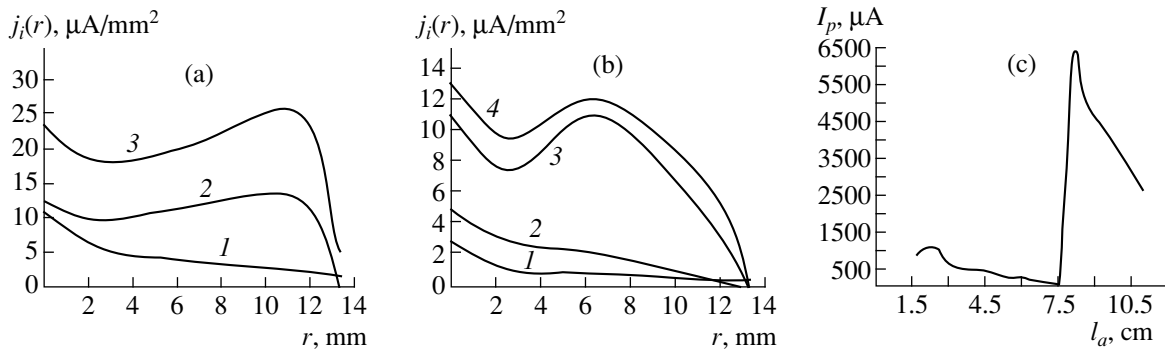 j_i(r), μA/mm²
30
25
20
15
10
5
0
(a)
3
2
1
2 4 6 8 10 12 14
r, mm
j_i(r), μA/mm²
14
12
10
8
6
4
2
0
(b)
4
3
2
1
2 4 6 8 10 12 14
r, mm
I_p, μA
6500
5500
4500
3500
2500
1500
500
(c)
1.5 4.5 7.5 10.5
l_a, cm